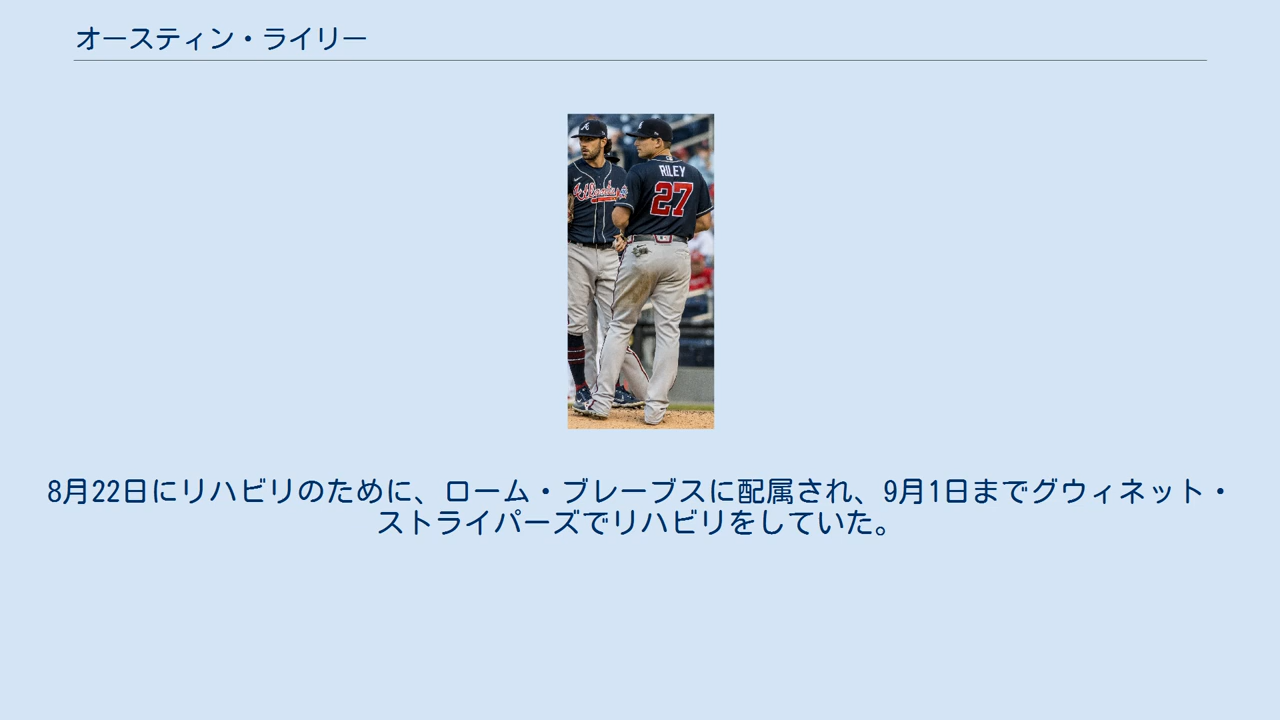 オースティン・ライリー
RILEY
27
8月22日にリハビリのために、ローム・ブレーブスに配属され、9月1日までグウィネット・
ストライパーズでリハビリをしていた。